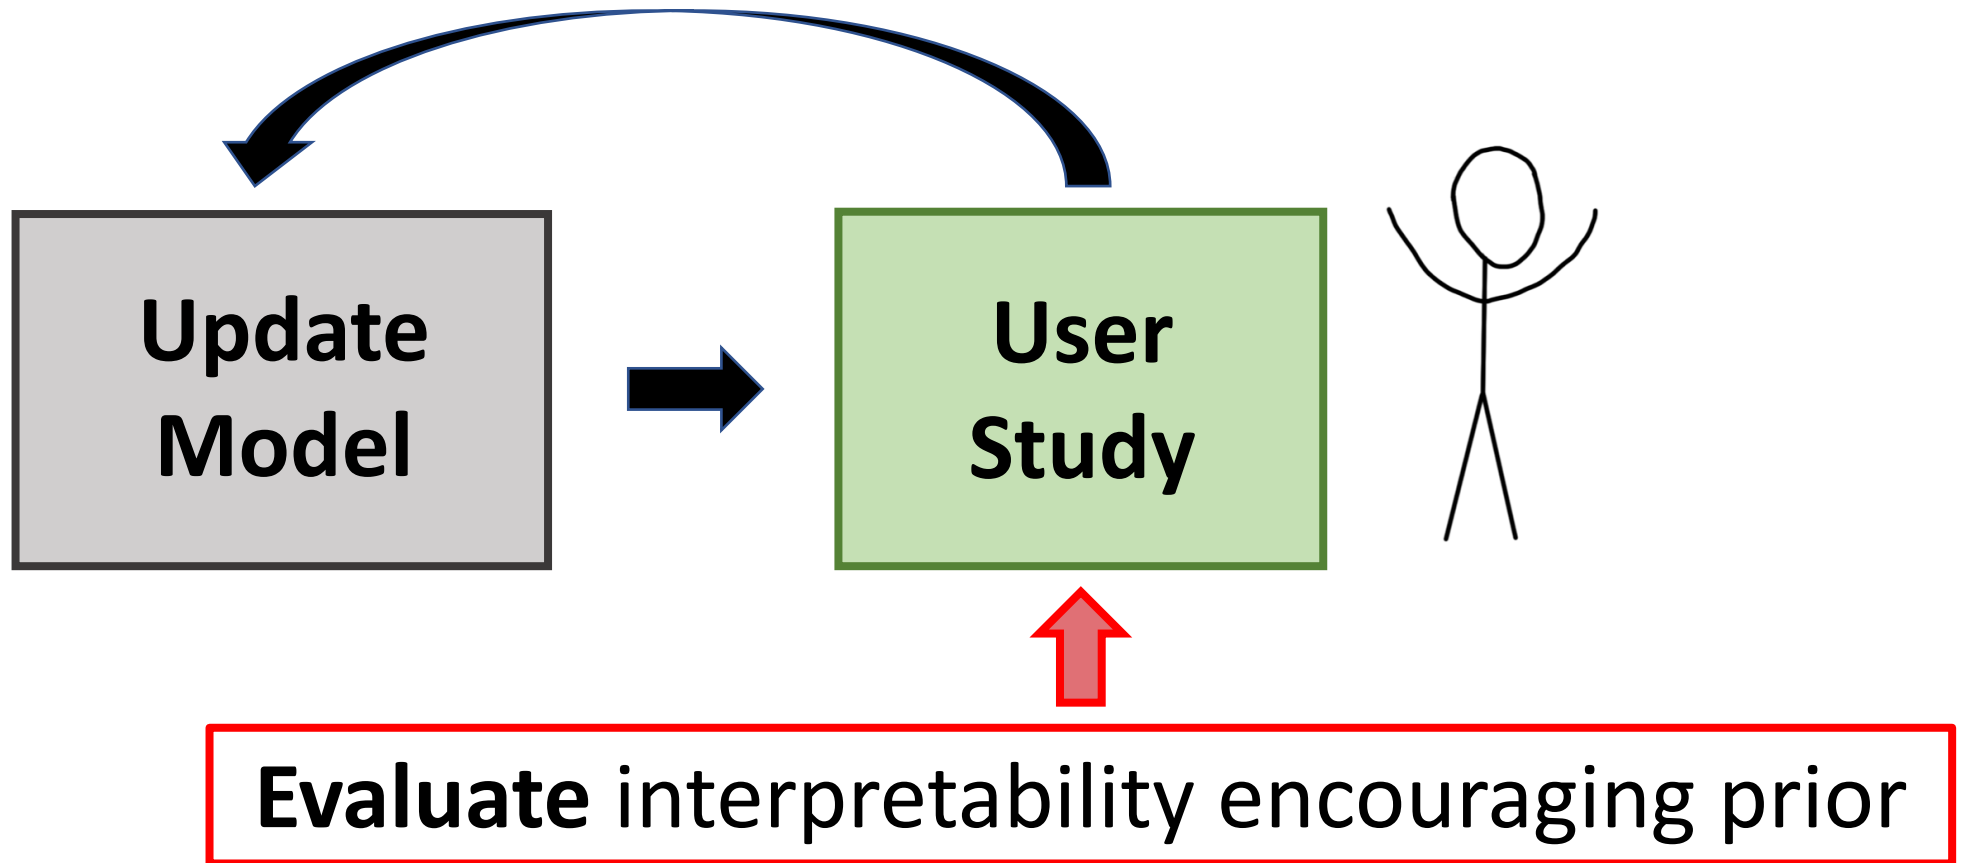 Update
Model
User
Study
Evaluate interpretability encouraging prior